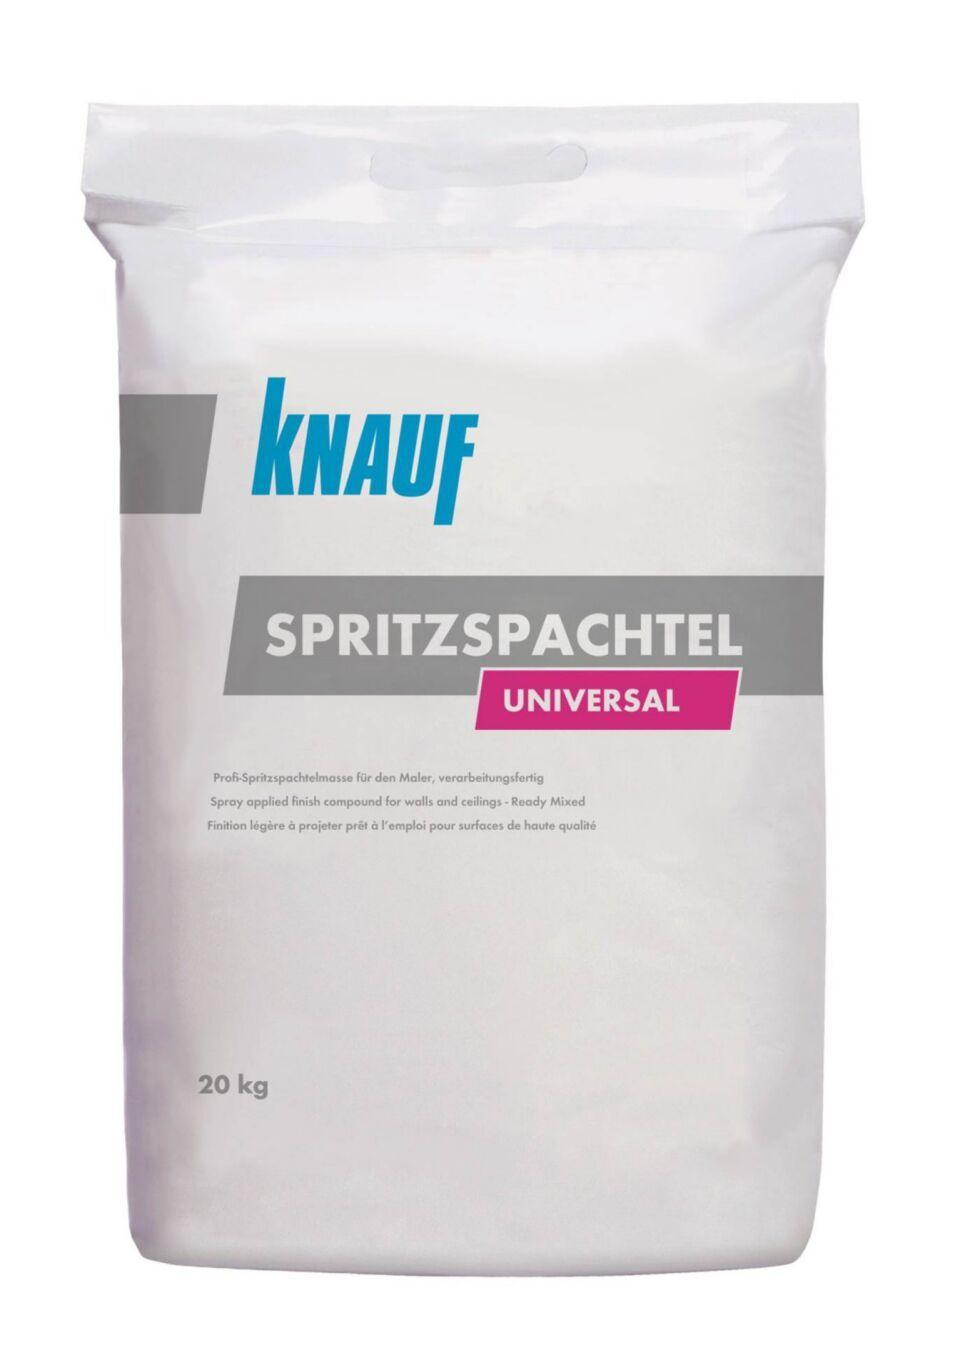 KNAUF
SPRITZSPACHTEL
UNIVERSAL
Profi-Spritzspachtelmasse für den Maler, verarbeitungsfertig
Spray applied finish compound for walls and ceilings - Ready Mixed
Finition légère à projeter prêt à l'emploi pour surfaces de haute qualité
20 kg